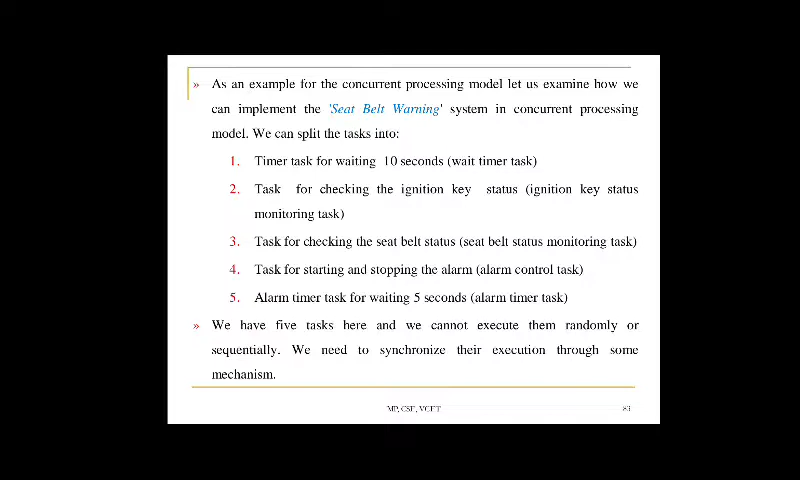 » As an example for the concurrent processing model let us examine how we
can implement the 'Seat Belt Warning' system in concurrent processing
model. We can split the tasks into:
1. Timer task for waiting 10 seconds (wait timer task)
2. Task for checking the ignition key status (ignition key status
monitoring task)
3. Task for checking the seat belt status (seat belt status monitoring task)
4. Task for starting and stopping the alarm (alarm control task)
5. Alarm timer task for waiting 5 seconds (alarm timer task)
» We have five tasks here and we cannot execute them randomly or
sequentially. We need to synchronize their execution through some
mechanism.
MP, CSE, VCET